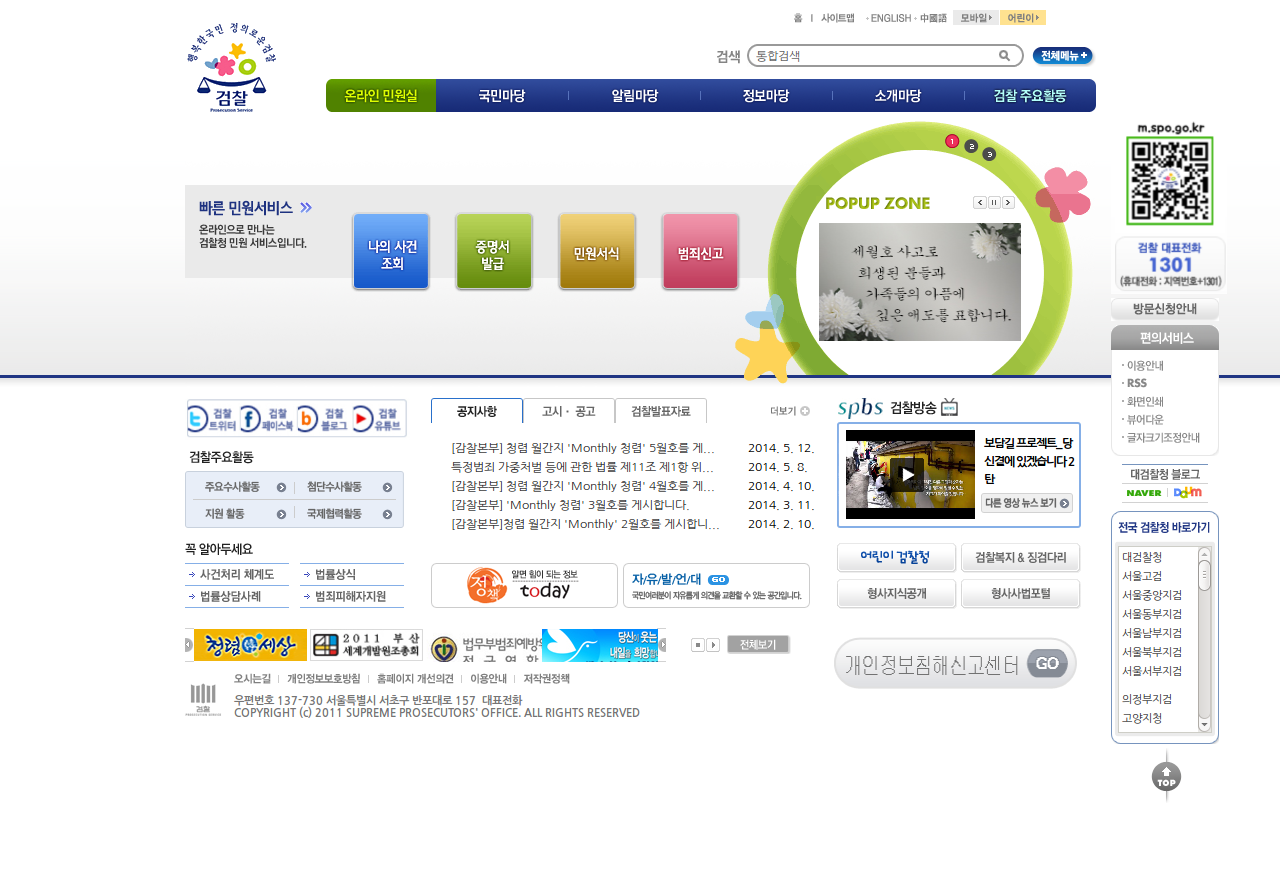 홈 | 사이트맵 · ENGLISH · 中國語 모바일 어린이
행복한국민 정의로운검찰
검찰
Prosecution Service
검색 통합검색 전체메뉴 +
온라인 민원실 국민마당 알림마당 정보마당 소개마당 검찰 주요활동
빠른 민원서비스
온라인으로 만나는
검찰청 민원 서비스입니다.
나의 사건
조회
증명서
발급
민원서식
범죄신고
1 2 3
POPUP ZONE
세월호 사고로
희생된 분들과
가족들의 아픔에
깊은 애도를 표합니다.
m.spo.go.kr
검찰 대표전화
1301
(휴대전화 : 지역번호+1301)
방문신청안내
편의서비스
· 이용안내
· RSS
· 화면인쇄
· 뷰어다운
· 글자크기조정안내
대검찰청 블로그
NAVER | Daum
전국 검찰청 바로가기
대검찰청
서울고검
서울중앙지검
서울동부지검
서울남부지검
서울북부지검
서울서부지검
의정부지검
고양지청
TOP
검찰 트위터
검찰 페이스북
검찰 블로그
검찰 유튜브
검찰주요활동
주요수사활동 첨단수사활동
지원 활동 국제협력활동
꼭 알아두세요
사건처리 체계도 법률상식
법률상담사례 범죄피해자지원
공지사항 고시 · 공고 검찰발표자료 더보기
[감찰본부] 청렴 월간지 'Monthly 청렴' 5월호를 게... 2014. 5. 12.
특정범죄 가중처벌 등에 관한 법률 제11조 제1항 위... 2014. 5. 8.
[감찰본부] 청렴 월간지 'Monthly 청렴' 4월호를 게... 2014. 4. 10.
[감찰본부] 'Monthly 청렴' 3월호를 게시합니다. 2014. 3. 11.
[감찰본부]청렴 월간지 'Monthly' 2월호를 게시합니... 2014. 2. 10.
정책 알면 힘이 되는 정보
today
자/유/발/언/대 GO
국민여러분이 자유롭게 의견을 교환할 수 있는 공간입니다.
spbs 검찰방송 NEWS
보담길 프로젝트_당
신곁에 있겠습니다 2
탄
다른 영상 뉴스 보기
어린이 검찰청 검찰복지 & 징검다리
형사지식공개 형사사법포털
개인정보침해신고센터 GO
청렴 세상
2011 부산
세계개발원조총회
법무부범죄예방
전국연합
당신이 웃는
내일을 희망합
전체보기
오시는길 | 개인정보보호방침 | 홈페이지 개선의견 | 이용안내 | 저작권정책
검찰
PROSECUTION SERVICE
우편번호 137-730 서울특별시 서초구 반포대로 157 대표전화
COPYRIGHT (c) 2011 SUPREME PROSECUTORS' OFFICE. ALL RIGHTS RESERVED